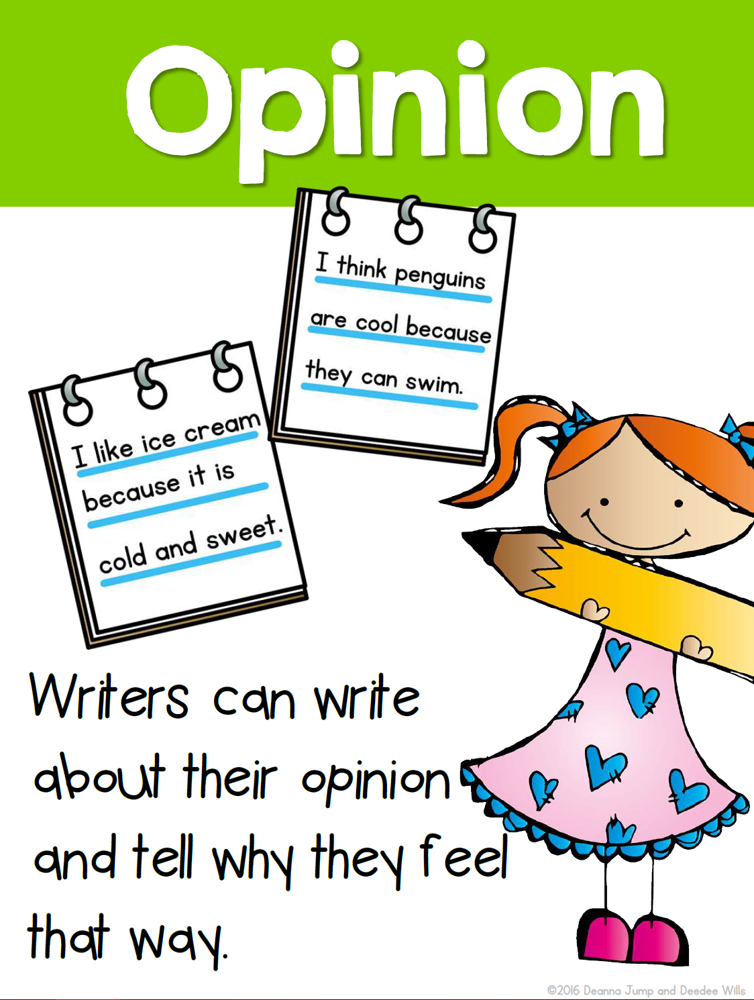 Opinion
I think penguins
are cool because
they can swim.
I like ice cream
because it is
cold and sweet.
Writers can write
about their opinion
and tell why they feel
that way.
©2016 Deanna Jump and Deedee Wills